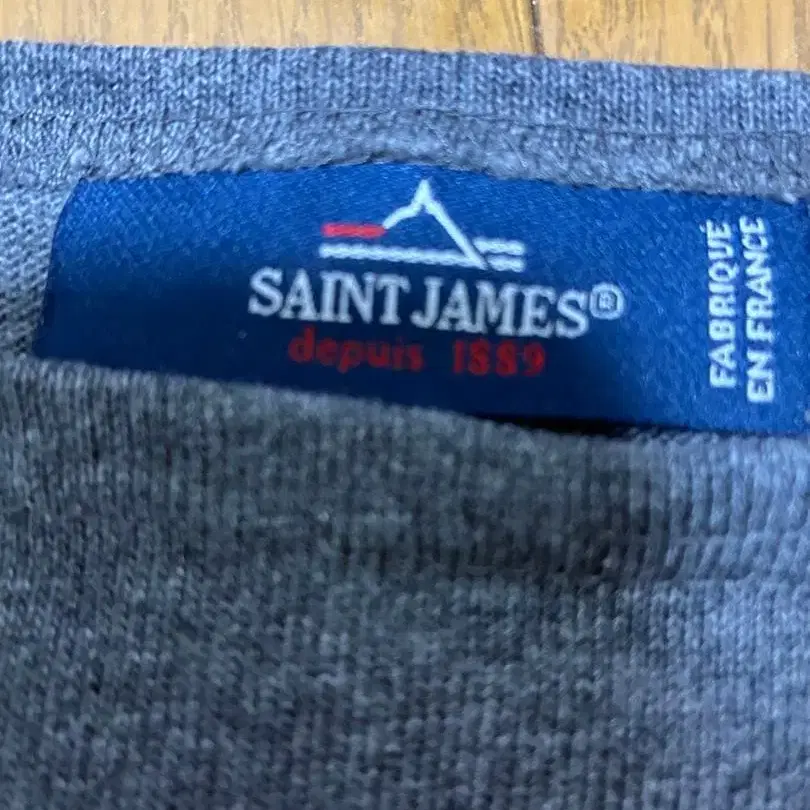 SAINT JAMES®
depuis 1889
FABRIQUÉ
EN FRANCE